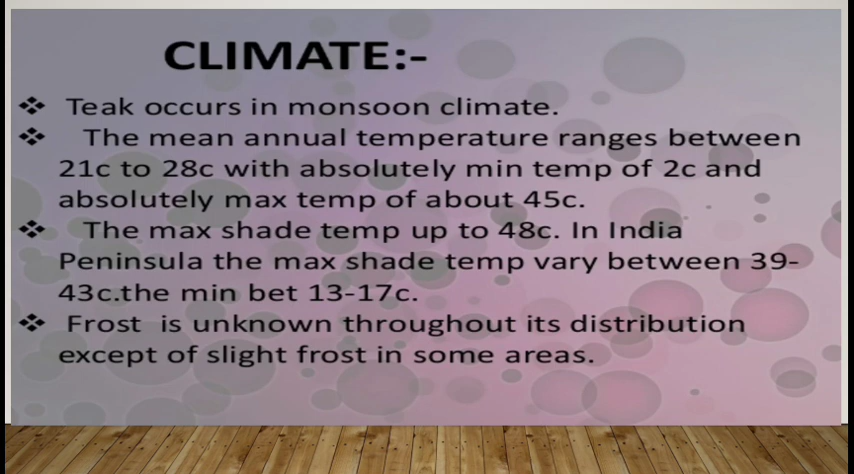 CLIMATE:-
❖ Teak occurs in monsoon climate.
❖ The mean annual temperature ranges between
21c to 28c with absolutely min temp of 2c and
absolutely max temp of about 45c.
❖ The max shade temp up to 48c. In India
Peninsula the max shade temp vary between 39-
43c.the min bet 13-17c.
❖ Frost is unknown throughout its distribution
except of slight frost in some areas.